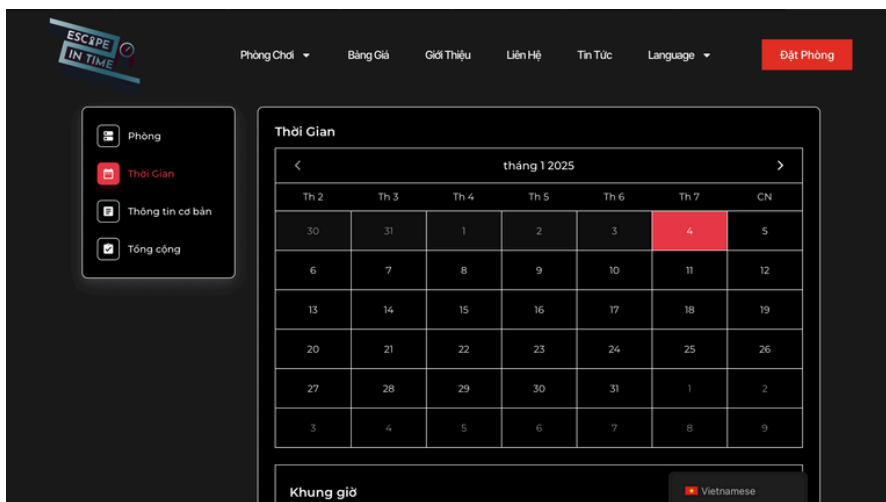 ESCAPE
IN TIME
Phòng Chơi
Bảng Giá
Giới Thiệu
Liên Hệ
Tin Tức
Language
Đặt Phòng
Phòng
Thời Gian
Thông tin cơ bản
Tổng cộng
Thời Gian
tháng 1 2025
Th 2 Th 3 Th 4 Th 5 Th 6 Th 7 CN
30 31 1 2 3 4 5
6 7 8 9 10 11 12
13 14 15 16 17 18 19
20 21 22 23 24 25 26
27 28 29 30 31 1 2
3 4 5 6 7 8 9
Khung giờ
Vietnamese